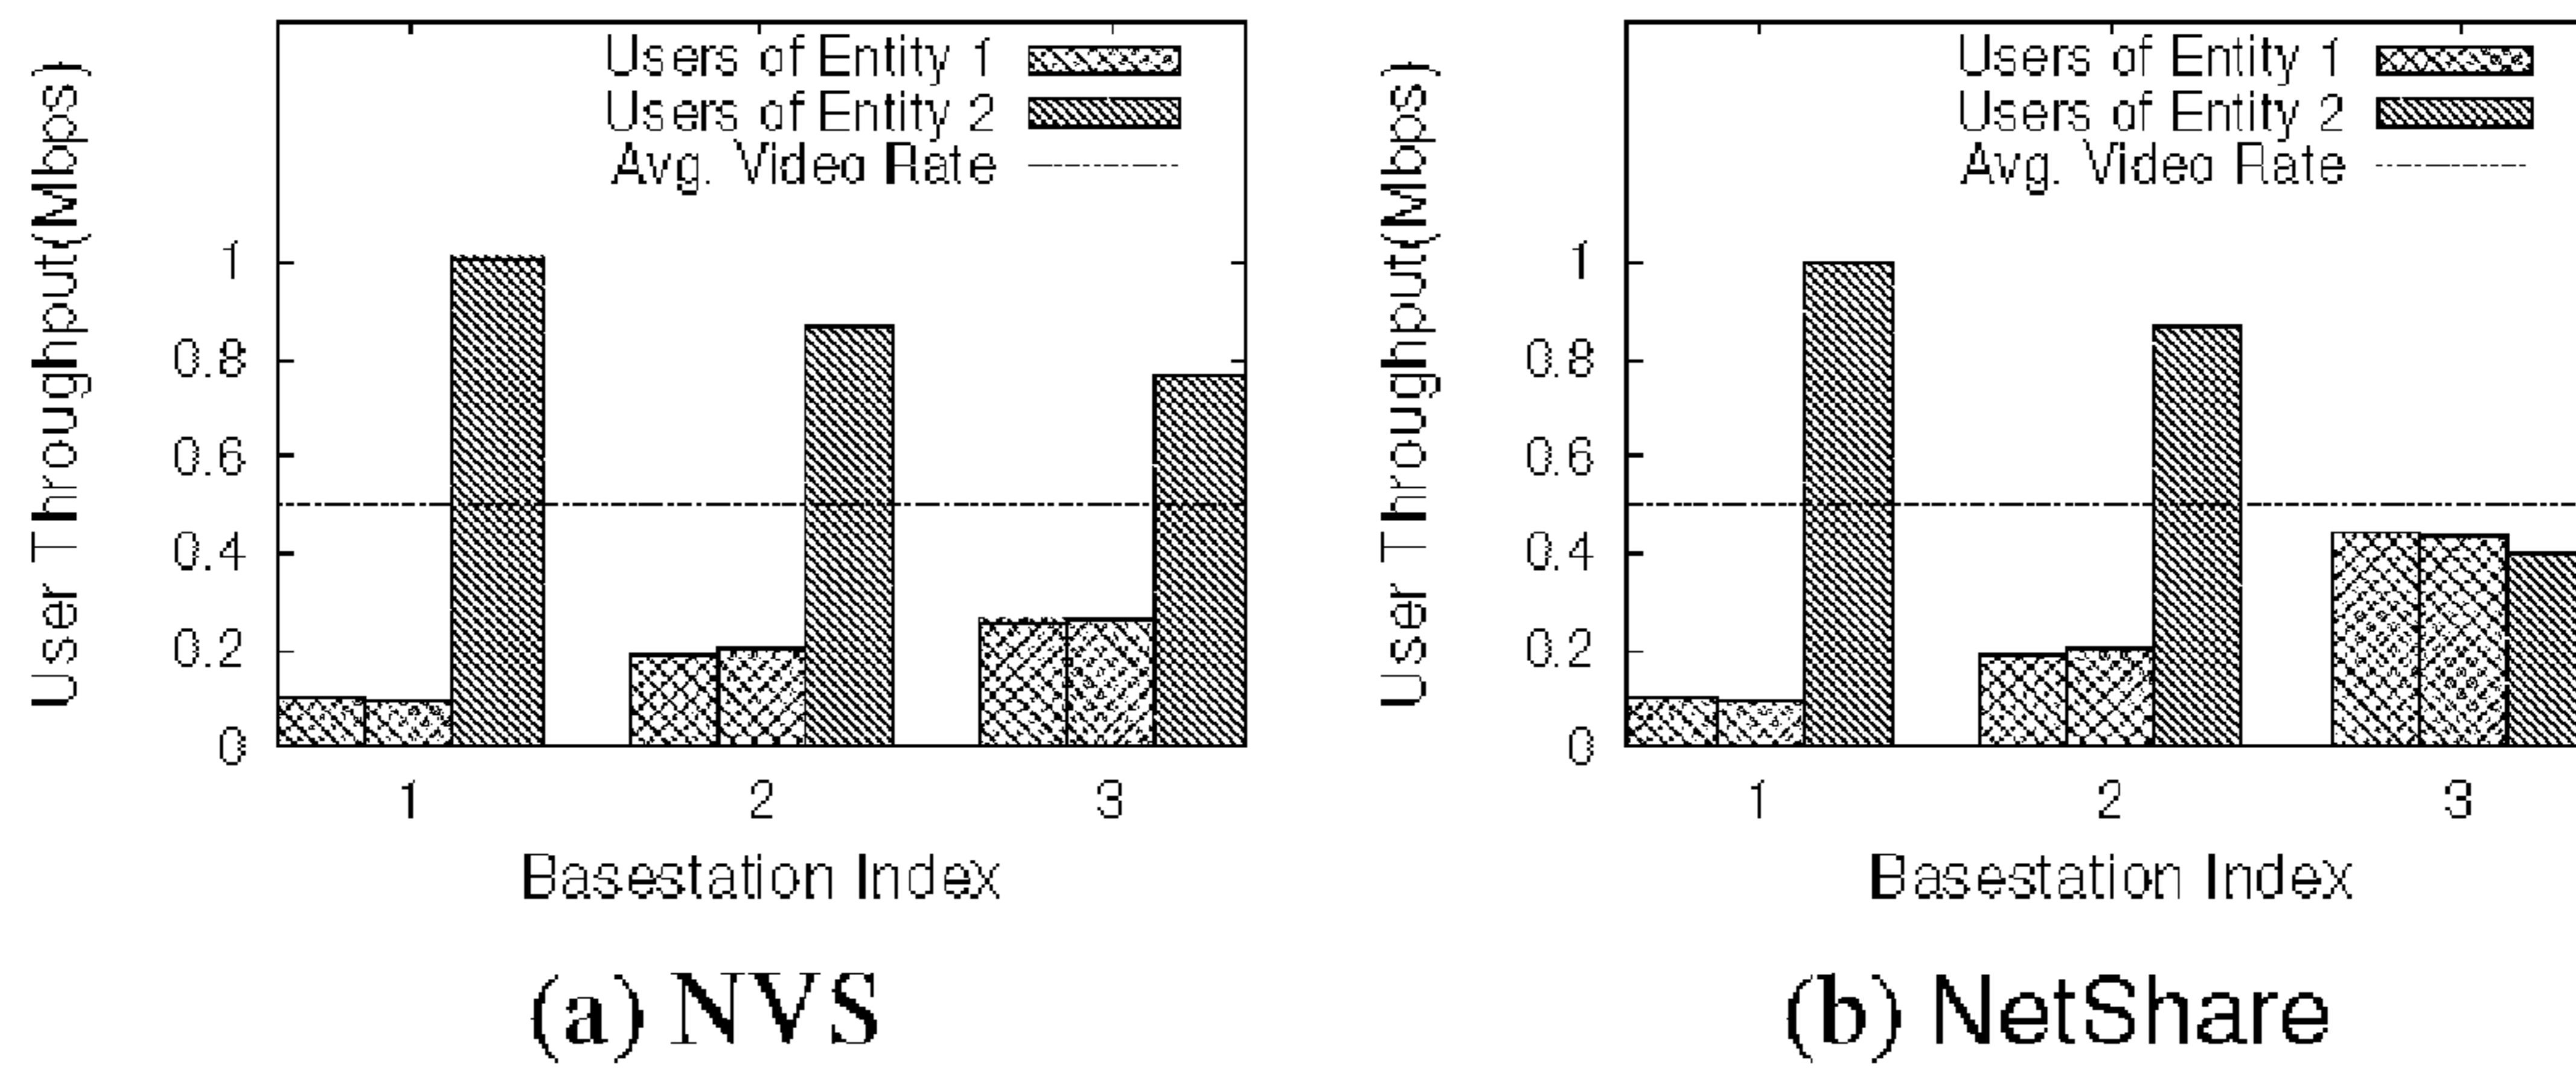 Users of Entity 1
Users of Entity 2
Avg. Video Rate
User Throughput(Mbps)
1
0.8
0.6
0.4
0.2
0
1
2
3
Basestation Index
(a) NVS
Users of Entity 1
Users of Entity 2
Avg. Video Rate
User Throughput(Mbps)
1
0.8
0.6
0.4
0.2
0
1
2
3
Basestation Index
(b) NetShare